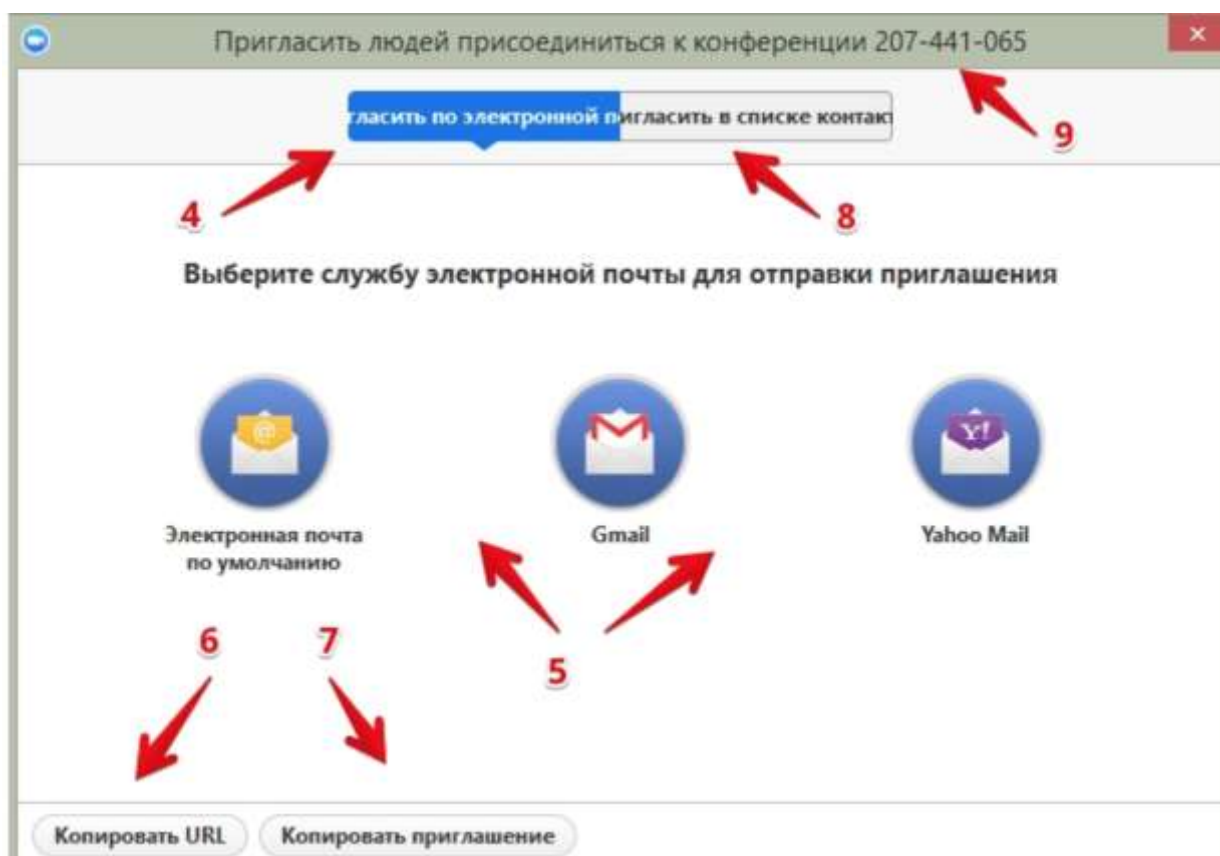 Пригласить людей присоединиться к конференции 207-441-065
гласить по электронной п игласить в списке контак
9
4
8
Выберите службу электронной почты для отправки приглашения
@
Y!
Электронная почта
по умолчанию
Gmail
Yahoo Mail
6
7
5
Копировать URL
Копировать приглашение